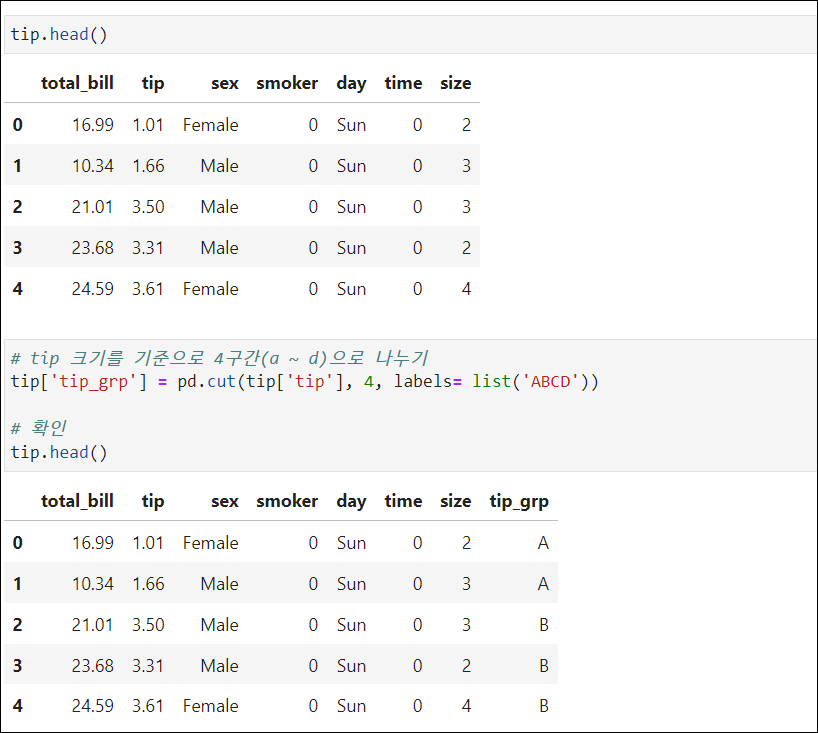 tip.head()
total_bill tip sex smoker day time size
0 16.99 1.01 Female 0 Sun 0 2
1 10.34 1.66 Male 0 Sun 0 3
2 21.01 3.50 Male 0 Sun 0 3
3 23.68 3.31 Male 0 Sun 0 2
4 24.59 3.61 Female 0 Sun 0 4
# tip 크기를 기준으로 4구간(a ~ d)으로 나누기
tip['tip_grp'] = pd.cut(tip['tip'], 4, labels= list('ABCD'))
# 확인
tip.head()
total_bill tip sex smoker day time size tip_grp
0 16.99 1.01 Female 0 Sun 0 2 A
1 10.34 1.66 Male 0 Sun 0 3 A
2 21.01 3.50 Male 0 Sun 0 3 B
3 23.68 3.31 Male 0 Sun 0 2 B
4 24.59 3.61 Female 0 Sun 0 4 B